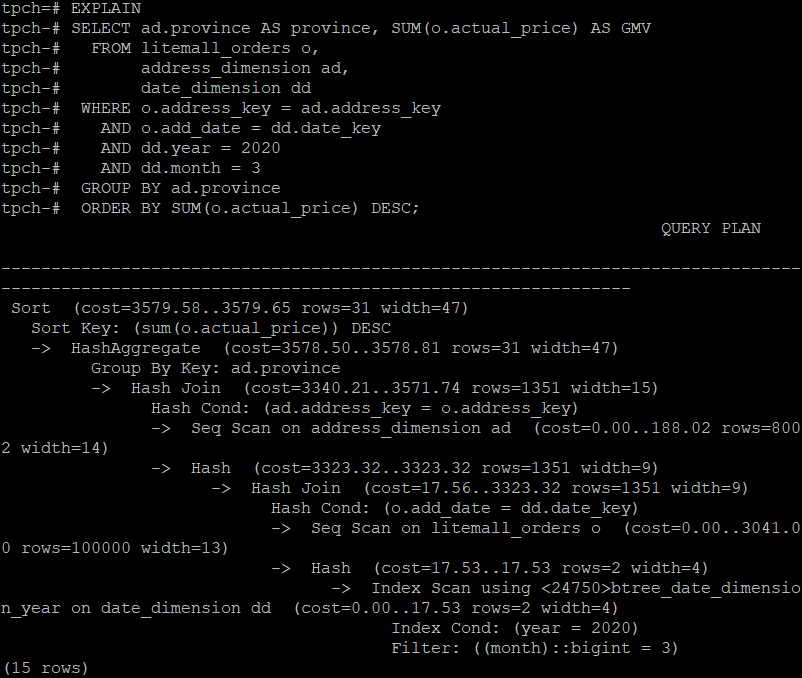 tpch=# EXPLAIN
tpch-# SELECT ad.province AS province, SUM(o.actual_price) AS GMV
tpch-#   FROM litemall_orders o,
tpch-#        address_dimension ad,
tpch-#        date_dimension dd
tpch-#  WHERE o.address_key = ad.address_key
tpch-#    AND o.add_date = dd.date_key
tpch-#    AND dd.year = 2020
tpch-#    AND dd.month = 3
tpch-#  GROUP BY ad.province
tpch-#  ORDER BY SUM(o.actual_price) DESC;
                                                                  QUERY PLAN
--------------------------------------------------------------------------------
---------------------------------------------------------------
 Sort  (cost=3579.58..3579.65 rows=31 width=47)
   Sort Key: (sum(o.actual_price)) DESC
   ->  HashAggregate  (cost=3578.50..3578.81 rows=31 width=47)
         Group By Key: ad.province
         ->  Hash Join  (cost=3340.21..3571.74 rows=1351 width=15)
               Hash Cond: (ad.address_key = o.address_key)
               ->  Seq Scan on address_dimension ad  (cost=0.00..188.02 rows=800
2 width=14)
               ->  Hash  (cost=3323.32..3323.32 rows=1351 width=9)
                     ->  Hash Join  (cost=17.56..3323.32 rows=1351 width=9)
                           Hash Cond: (o.add_date = dd.date_key)
                           ->  Seq Scan on litemall_orders o  (cost=0.00..3041.0
0 rows=100000 width=13)
                           ->  Hash  (cost=17.53..17.53 rows=2 width=4)
                                 ->  Index Scan using <24750>btree_date_dimensio
n_year on date_dimension dd  (cost=0.00..17.53 rows=2 width=4)
                                       Index Cond: (year = 2020)
                                       Filter: ((month)::bigint = 3)
(15 rows)